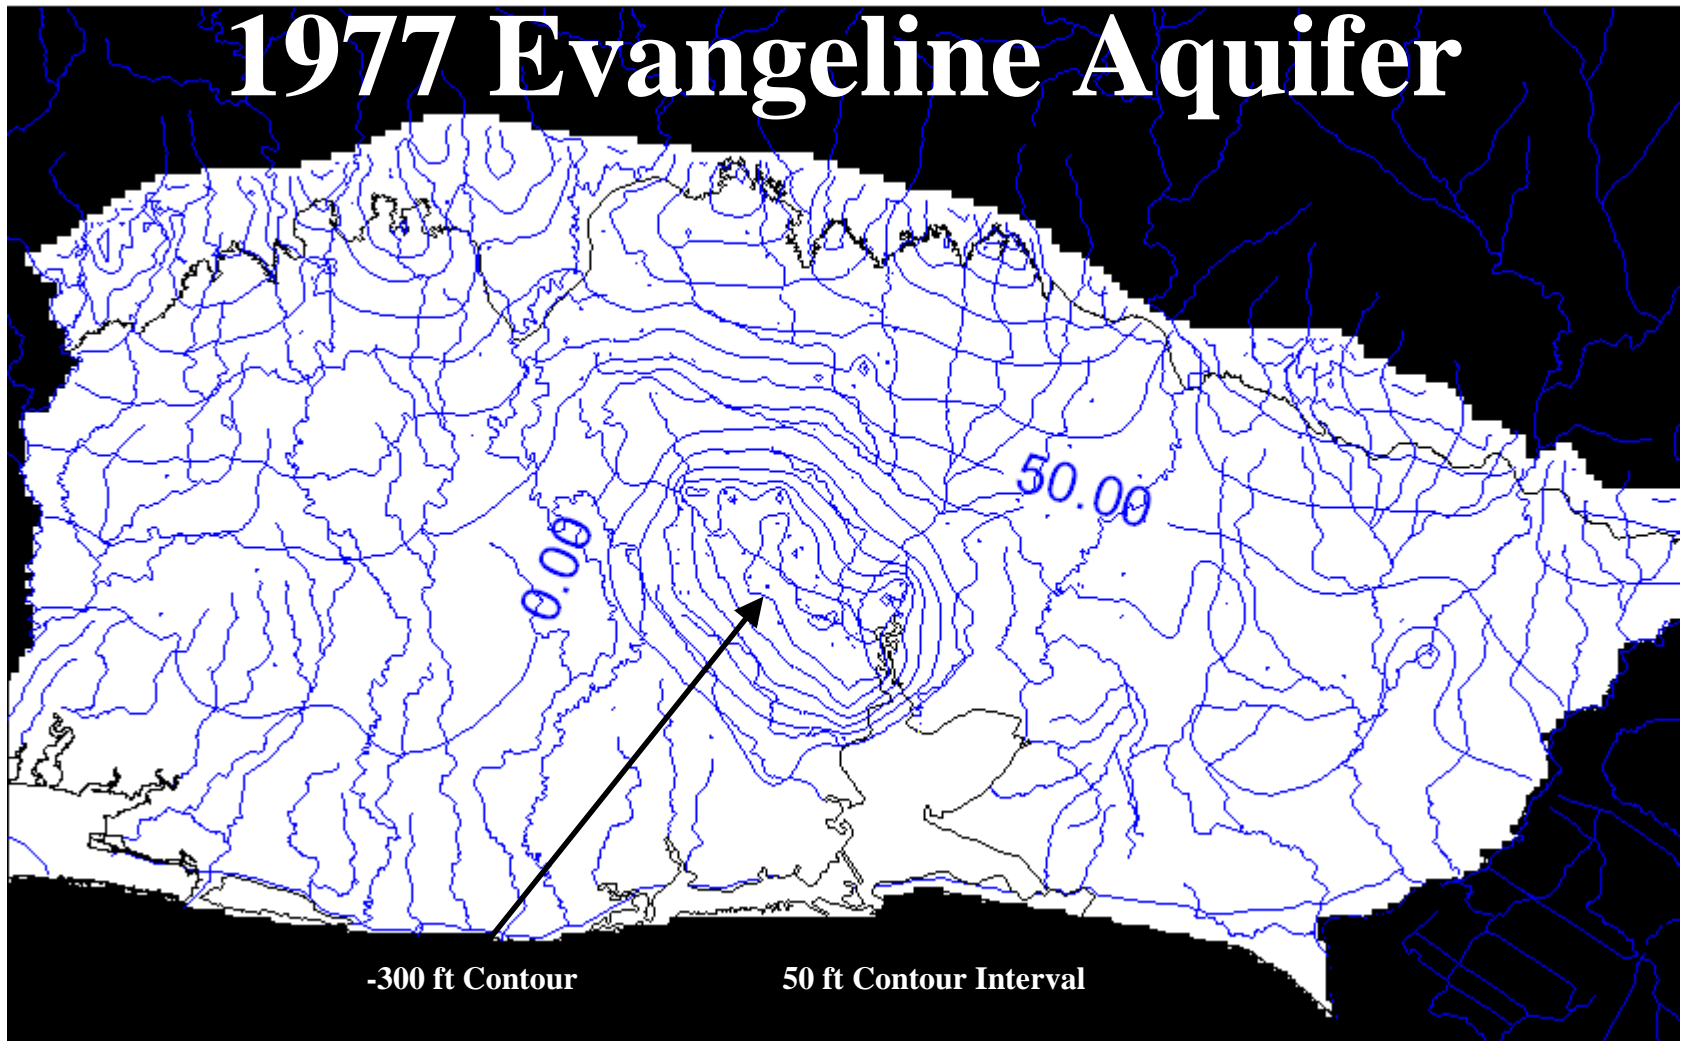 1977 Evangeline Aquifer
50.00
0.00
-300 ft Contour
50 ft Contour Interval